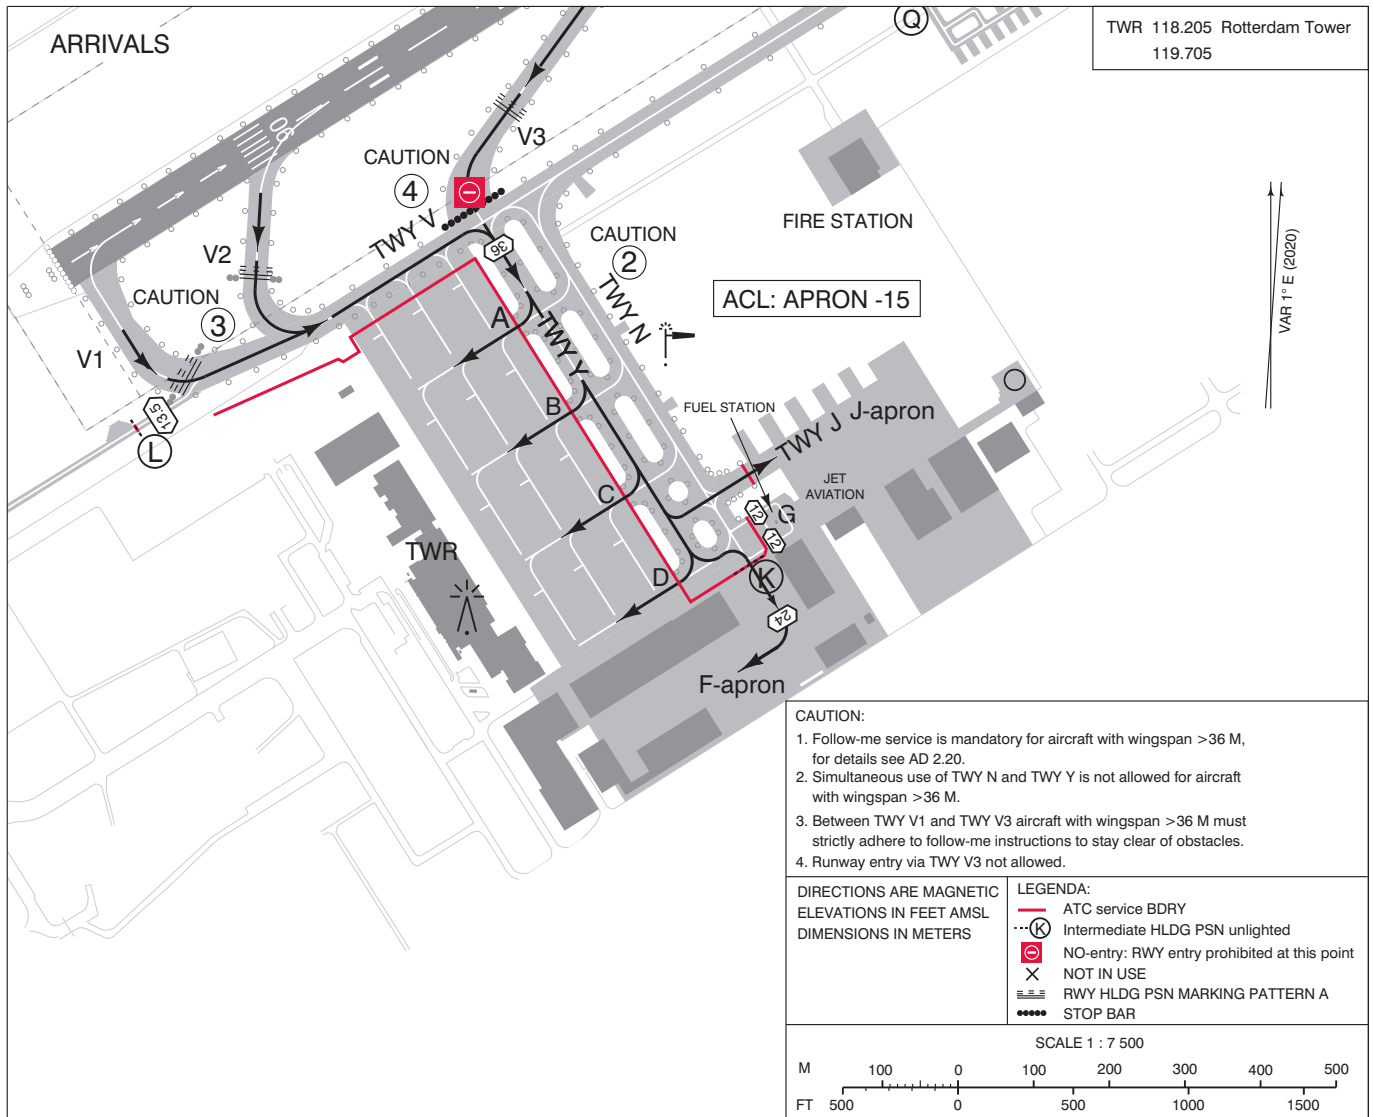 ARRIVALS
TWR 118.205 Rotterdam Tower
119.705
Q
06
V3
CAUTION
4
TWY V
36
V2
CAUTION
3
V1
13.5
L
CAUTION
2
TWY N
FIRE STATION
ACL: APRON -15
VAR 1° E (2020)
A
TWY Y
B
C
D
FUEL STATION
TWY J
J-apron
JET
AVIATION
12
G
12
K
24
F-apron
TWR
CAUTION:
1. Follow-me service is mandatory for aircraft with wingspan >36 M,
for details see AD 2.20.
2. Simultaneous use of TWY N and TWY Y is not allowed for aircraft
with wingspan >36 M.
3. Between TWY V1 and TWY V3 aircraft with wingspan >36 M must
strictly adhere to follow-me instructions to stay clear of obstacles.
4. Runway entry via TWY V3 not allowed.
DIRECTIONS ARE MAGNETIC
ELEVATIONS IN FEET AMSL
DIMENSIONS IN METERS
LEGENDA:
ATC service BDRY
K Intermediate HLDG PSN unlighted
NO-entry: RWY entry prohibited at this point
NOT IN USE
RWY HLDG PSN MARKING PATTERN A
STOP BAR
SCALE 1 : 7 500
M 100 0 100 200 300 400 500
FT 500 0 500 1000 1500